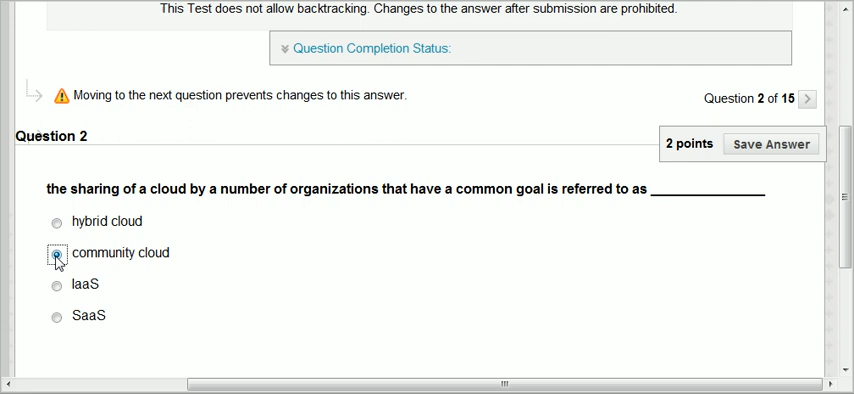 This Test does not allow backtracking. Changes to the answer after submission are prohibited.
Question Completion Status:
Moving to the next question prevents changes to this answer.
Question 2 of 15
Question 2
2 points
Save Answer
the sharing of a cloud by a number of organizations that have a common goal is referred to as _______________
hybrid cloud
community cloud
IaaS
SaaS